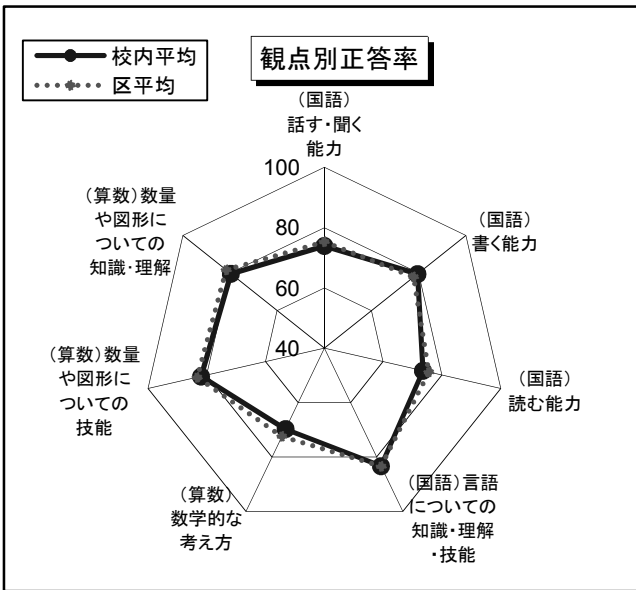 観点別正答率
校内平均
区平均
（国語）
話す・聞く
能力
（国語）
書く能力
（国語）
読む能力
（国語）言語
についての
知識・理解
・技能
（算数）
数学的な
考え方
（算数）数量
や図形に
ついての
技能
（算数）数量
や図形に
ついての
知識・理解
100
80
60
40